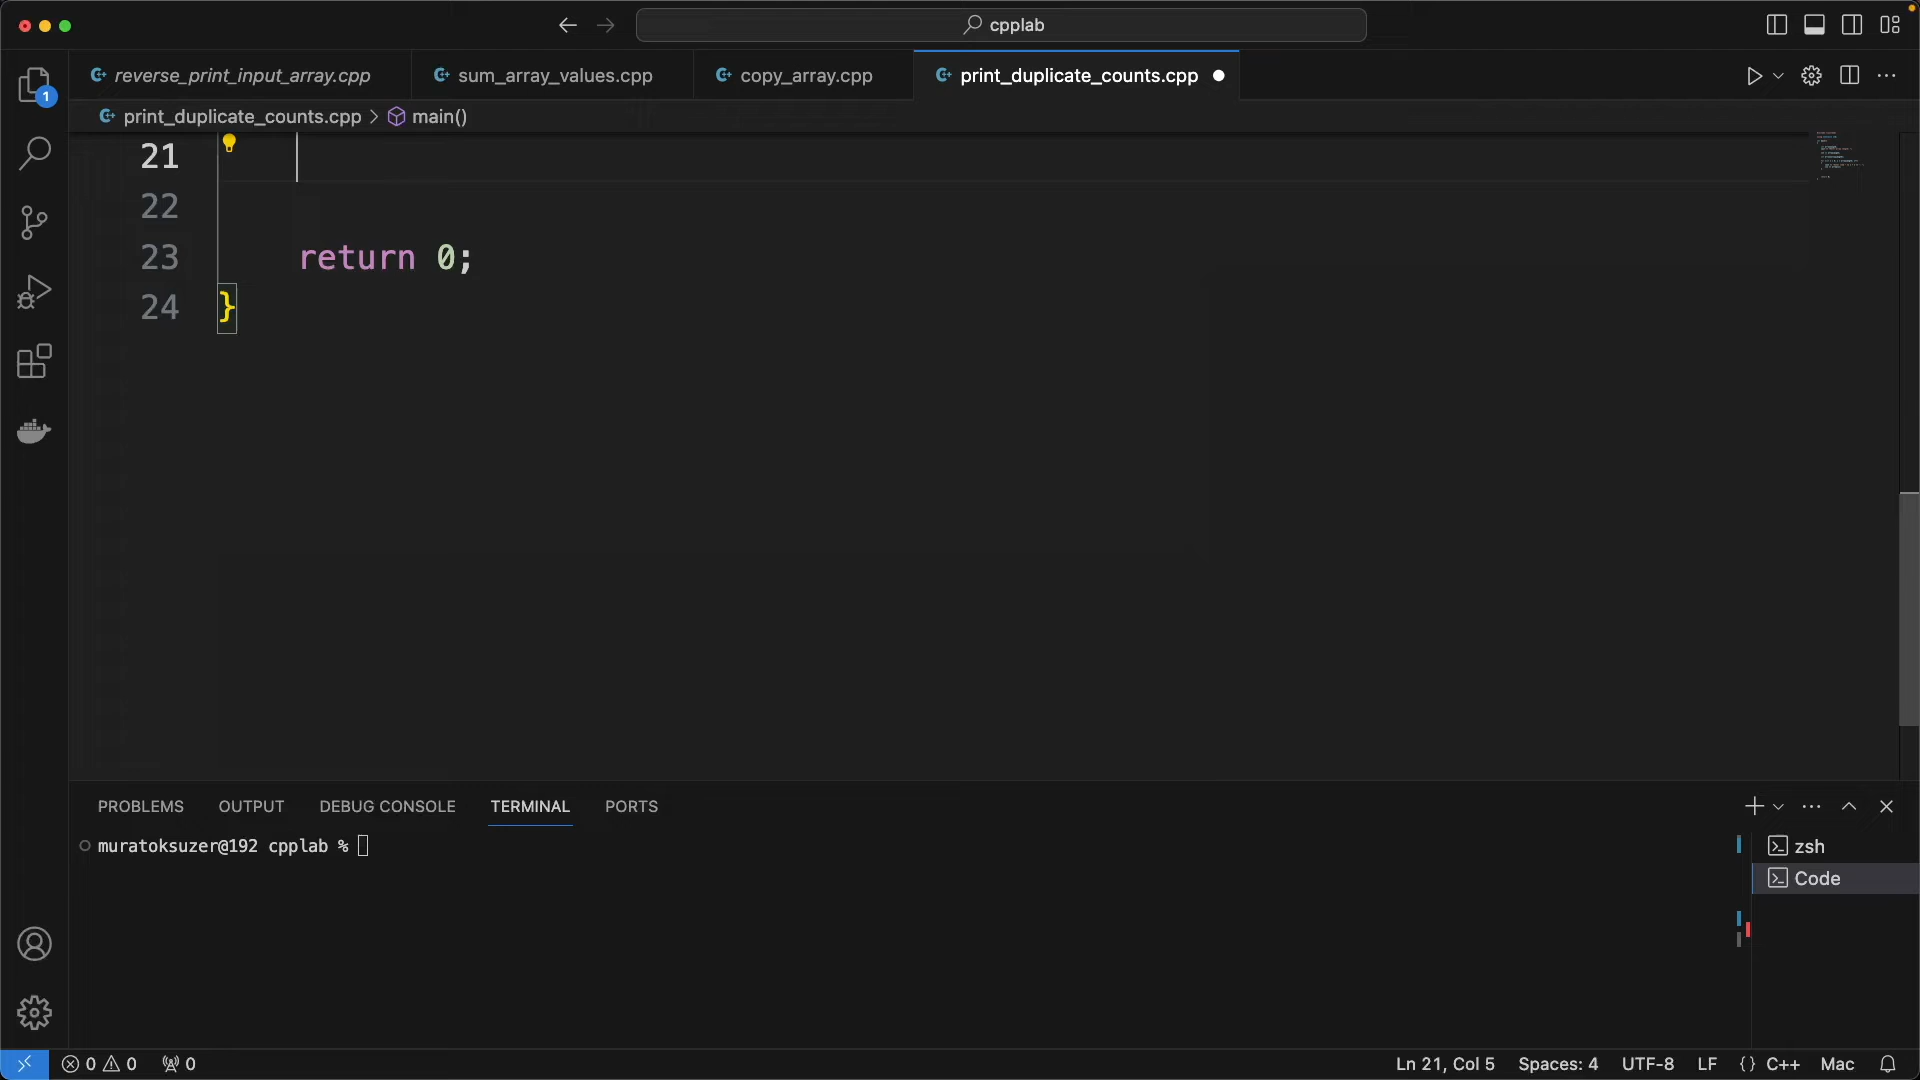 cpplab
reverse_print_input_array.cpp
sum_array_values.cpp
copy_array.cpp
print_duplicate_counts.cpp
print_duplicate_counts.cpp > main()
1
21
22
23 return 0;
24 }
PROBLEMS OUTPUT DEBUG CONSOLE TERMINAL PORTS
muratoksuzer@192 cpplab %
zsh
Code
0 0 0 Ln 21, Col 5 Spaces: 4 UTF-8 LF {} C++ Mac